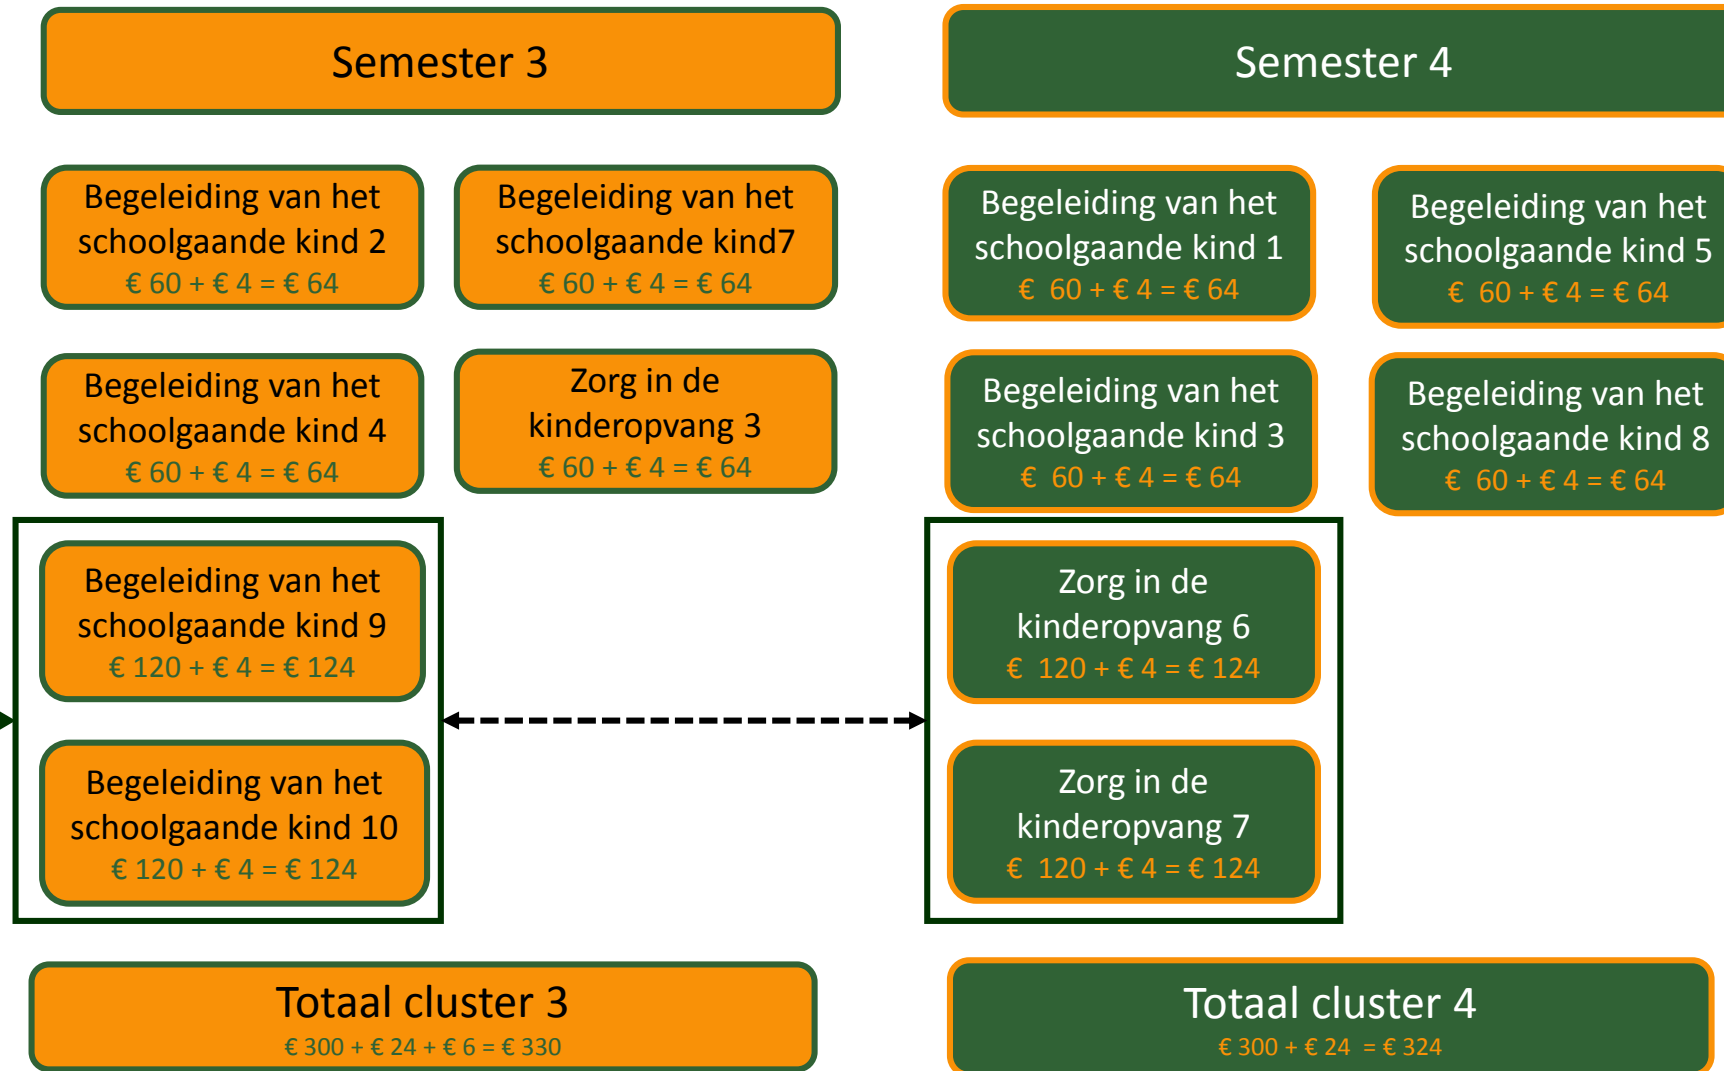 Semester 3
Begeleiding van het
schoolgaande kind 2
€ 60 + € 4 = € 64
Begeleiding van het
schoolgaande kind7
€ 60 + € 4 = € 64
Begeleiding van het
schoolgaande kind 4
€ 60 + € 4 = € 64
Zorg in de
kinderopvang 3
€ 60 + € 4 = € 64
Begeleiding van het
schoolgaande kind 9
€ 120 + € 4 = € 124
Begeleiding van het
schoolgaande kind 10
€ 120 + € 4 = € 124
Totaal cluster 3
€ 300 + € 24 + € 6 = € 330
Semester 4
Begeleiding van het
schoolgaande kind 1
€ 60 + € 4 = € 64
Begeleiding van het
schoolgaande kind 5
€ 60 + € 4 = € 64
Begeleiding van het
schoolgaande kind 3
€ 60 + € 4 = € 64
Begeleiding van het
schoolgaande kind 8
€ 60 + € 4 = € 64
Zorg in de
kinderopvang 6
€ 120 + € 4 = € 124
Zorg in de
kinderopvang 7
€ 120 + € 4 = € 124
Totaal cluster 4
€ 300 + € 24 = € 324